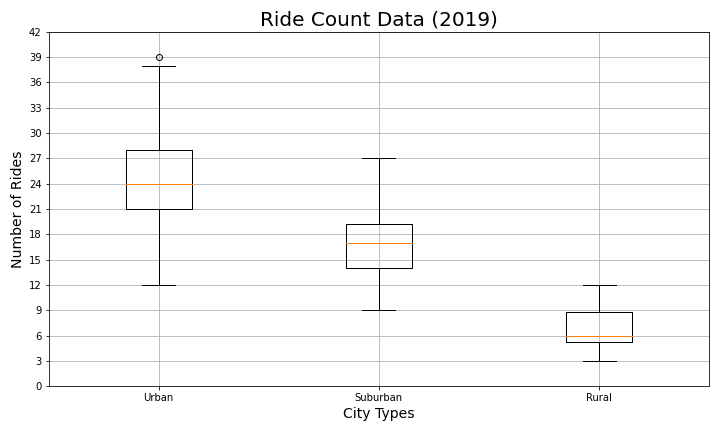 Ride Count Data (2019)
Number of Rides
42
39
36
33
30
27
24
21
18
15
12
9
6
3
0
Urban
Suburban
Rural
City Types